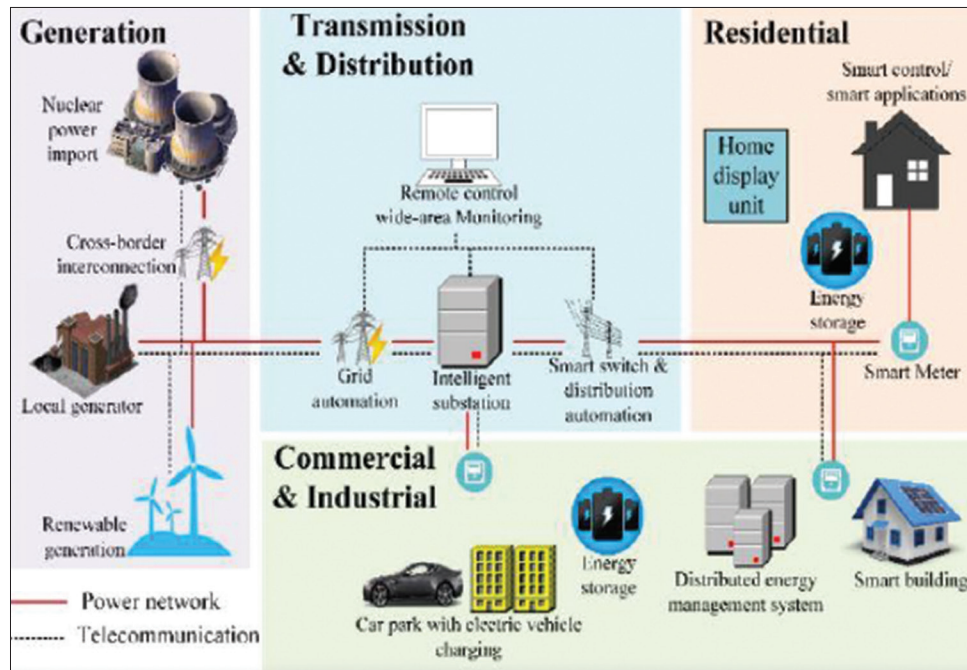 Generation
Nuclear
power
import
Cross-border
interconnection
Local generator
Renewable
generation
Transmission
& Distribution
Remote control
wide-area Monitoring
Grid
automation
Intelligent
substation
Smart switch &
distribution
automation
Residential
Smart control/
smart applications
Home
display
unit
Energy
storage
Smart Meter
Commercial
& Industrial
Car park with electric vehicle
charging
Energy
storage
Distributed energy
management system
Smart building
Power network
Telecommunication